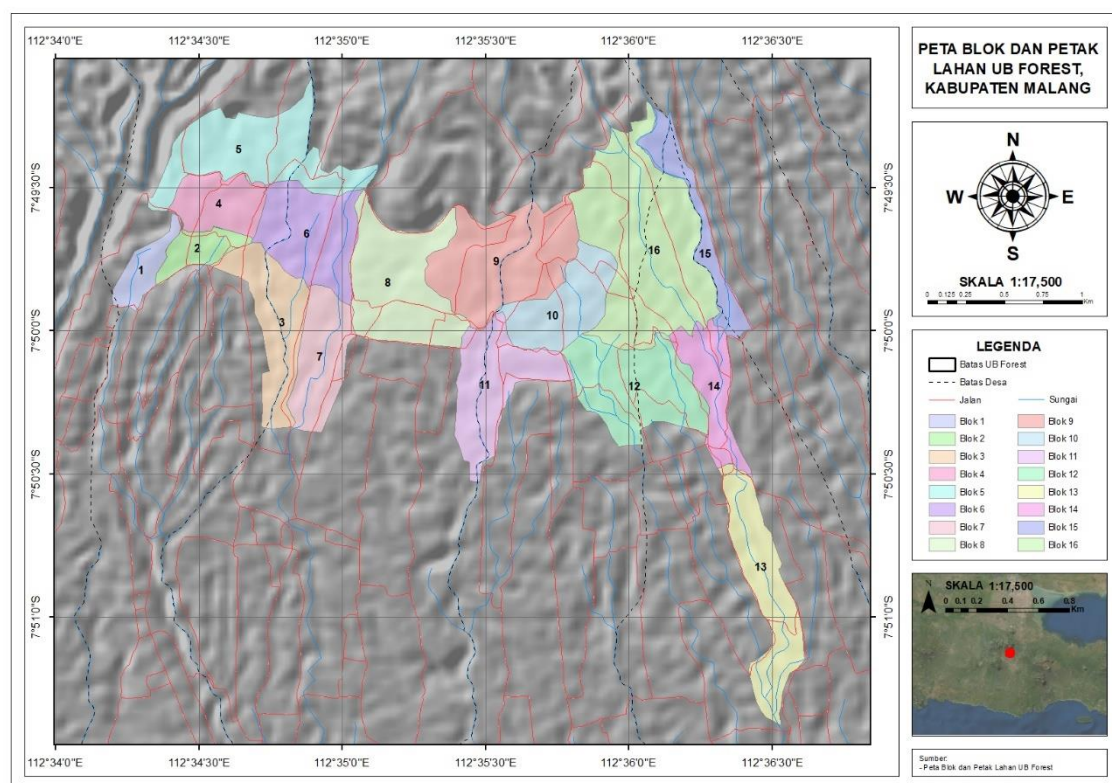 112°34'0"E
112°34'30"E
112°35'0"E
112°35'30"E
112°36'0"E
112°36'30"E
7°49'30"S
7°50'0"S
7°50'30"S
7°51'0"S
7°49'30"S
7°50'0"S
7°50'30"S
7°51'0"S
112°34'0"E
112°34'30"E
112°35'0"E
112°35'30"E
112°36'0"E
112°36'30"E
5
4
6
2
1
3
7
8
9
10
11
16
15
12
14
13
PETA BLOK DAN PETAK
LAHAN UB FOREST,
KABUPATEN MALANG
N
W
E
S
SKALA 1:17,500
0 0.125 0.25 0.5 0.75 1
Km
LEGENDA
Batas UB Forest
Batas Desa
Jalan
Sungai
Blok 1
Blok 9
Blok 2
Blok 10
Blok 3
Blok 11
Blok 4
Blok 12
Blok 5
Blok 13
Blok 6
Blok 14
Blok 7
Blok 15
Blok 8
Blok 16
N
SKALA 1:17,500
0 0.1 0.2 0.4 0.6 0.8
Km
Sumber:
- Peta Blok dan Petak Lahan UB Forest